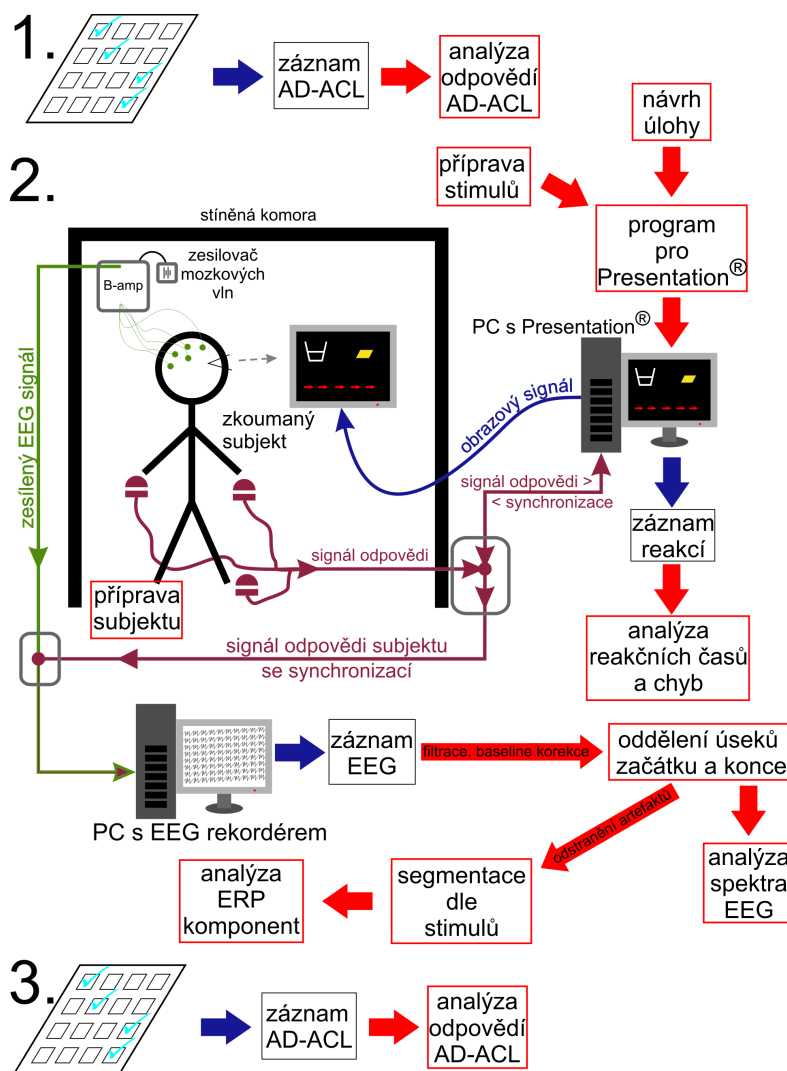 1.
záznam
AD-ACL
analýza
odpovědí
AD-ACL
návrh
úlohy
2.
příprava
stimulů
program
pro
Presentation®
stíněná komora
B-amp
zesilovač
mozkových
vln
PC s Presentation®
zkoumaný
subjekt
obrazový signál
zesílený EEG signál
signál odpovědi >
< synchronizace
záznam
reakcí
signál odpovědi
příprava
subjektu
analýza
reakčních časů
a chyb
signál odpovědi subjektu
se synchronizací
záznam
EEG
filtrace, baseline korekce
oddělení úseků
začátku a konce
PC s EEG rekordérem
odstranění artefaktů
analýza
spektra
EEG
segmentace
dle
stimulů
analýza
ERP
komponent
3.
záznam
AD-ACL
analýza
odpovědí
AD-ACL